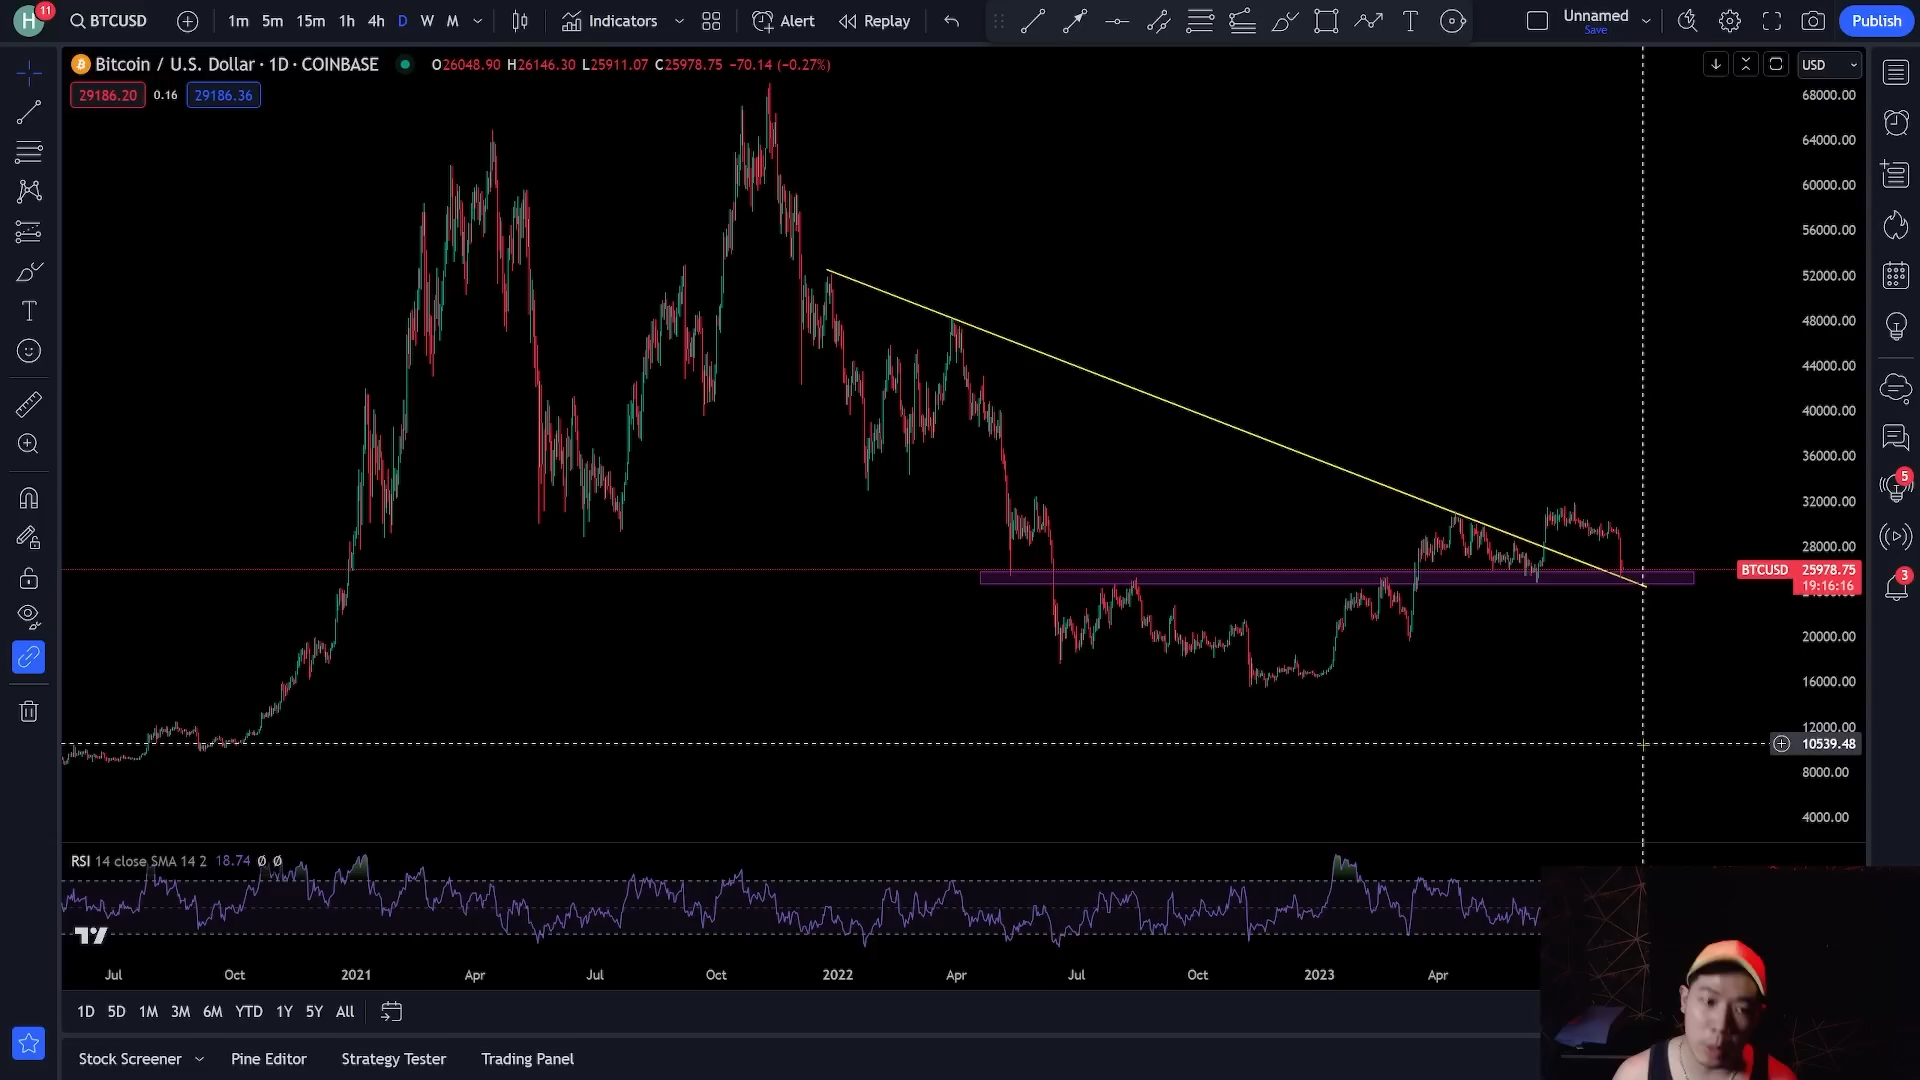 H 11 BTCUSD 1m 5m 15m 1h 4h D W M Indicators Alert Replay T Unnamed Save Publish
Bitcoin / U.S. Dollar · 1D · COINBASE O26048.90 H26146.30 L25911.07 C25978.75 −70.14 (−0.27%) USD
29186.20 0.16 29186.36
68000.00
64000.00
60000.00
56000.00
52000.00
48000.00
44000.00
40000.00
36000.00
32000.00
5
28000.00
BTCUSD 25978.75
19:16:16
3
20000.00
16000.00
12000.00
10539.48
8000.00
4000.00
RSI 14 close SMA 14 2 18.74 Ø Ø
Jul Oct 2021 Apr Jul Oct 2022 Apr Jul Oct 2023 Apr
1D 5D 1M 3M 6M YTD 1Y 5Y All
Stock Screener Pine Editor Strategy Tester Trading Panel